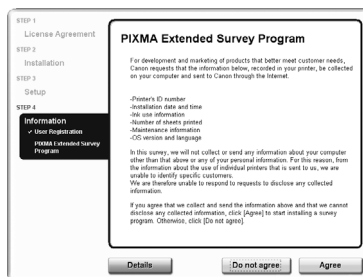 STEP 1
License Agreement
STEP 2
Installation
STEP 3
Setup
STEP 4
Information
✓ User Registration
PIXMA Extended Survey
Program
PIXMA Extended Survey Program
For development and marketing of products that better meet customer needs,
Canon requests that the information below, recorded in your printer, be collected
on your computer and sent to Canon through the Internet.
-Printer's ID number
-Installation date and time
-Ink use information
-Number of sheets printed
-Maintenance information
-OS version and language
In this survey, we will not collect or send any information about your computer
other than that above or any of your personal information. For this reason, from
the information about the use of individual printers that is sent to us, we are
unable to identify specific customers.
We are therefore unable to respond to requests to disclose any collected
information.
If you agree that we collect and send the information above and that we cannot
disclose any collected information, click [Agree] to start installing a survey
program. Otherwise, click [Do not agree].
Details
Do not agree
Agree